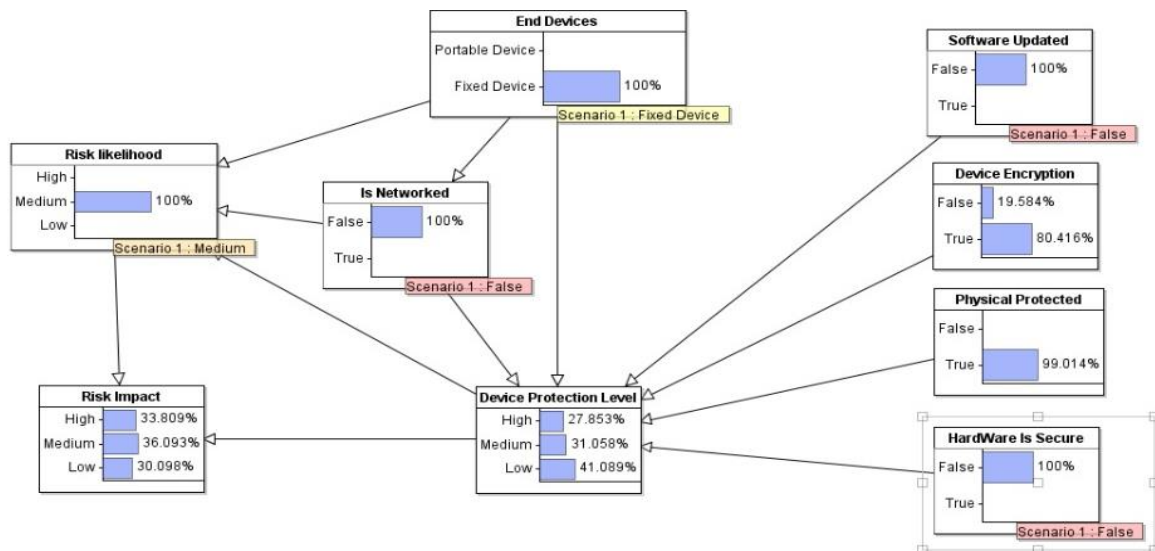 End Devices
Portable Device
Fixed Device 100%
Scenario 1 : Fixed Device
Software Updated
False 100%
True
Scenario 1 : False
Risk likelihood
High
Medium 100%
Low
Scenario 1 : Medium
Is Networked
False 100%
True
Scenario 1 : False
Device Encryption
False 19.584%
True 80.416%
Physical Protected
False
True 99.014%
Risk Impact
High 33.809%
Medium 36.093%
Low 30.098%
Device Protection Level
High 27.853%
Medium 31.058%
Low 41.089%
HardWare Is Secure
False 100%
True
Scenario 1 : False